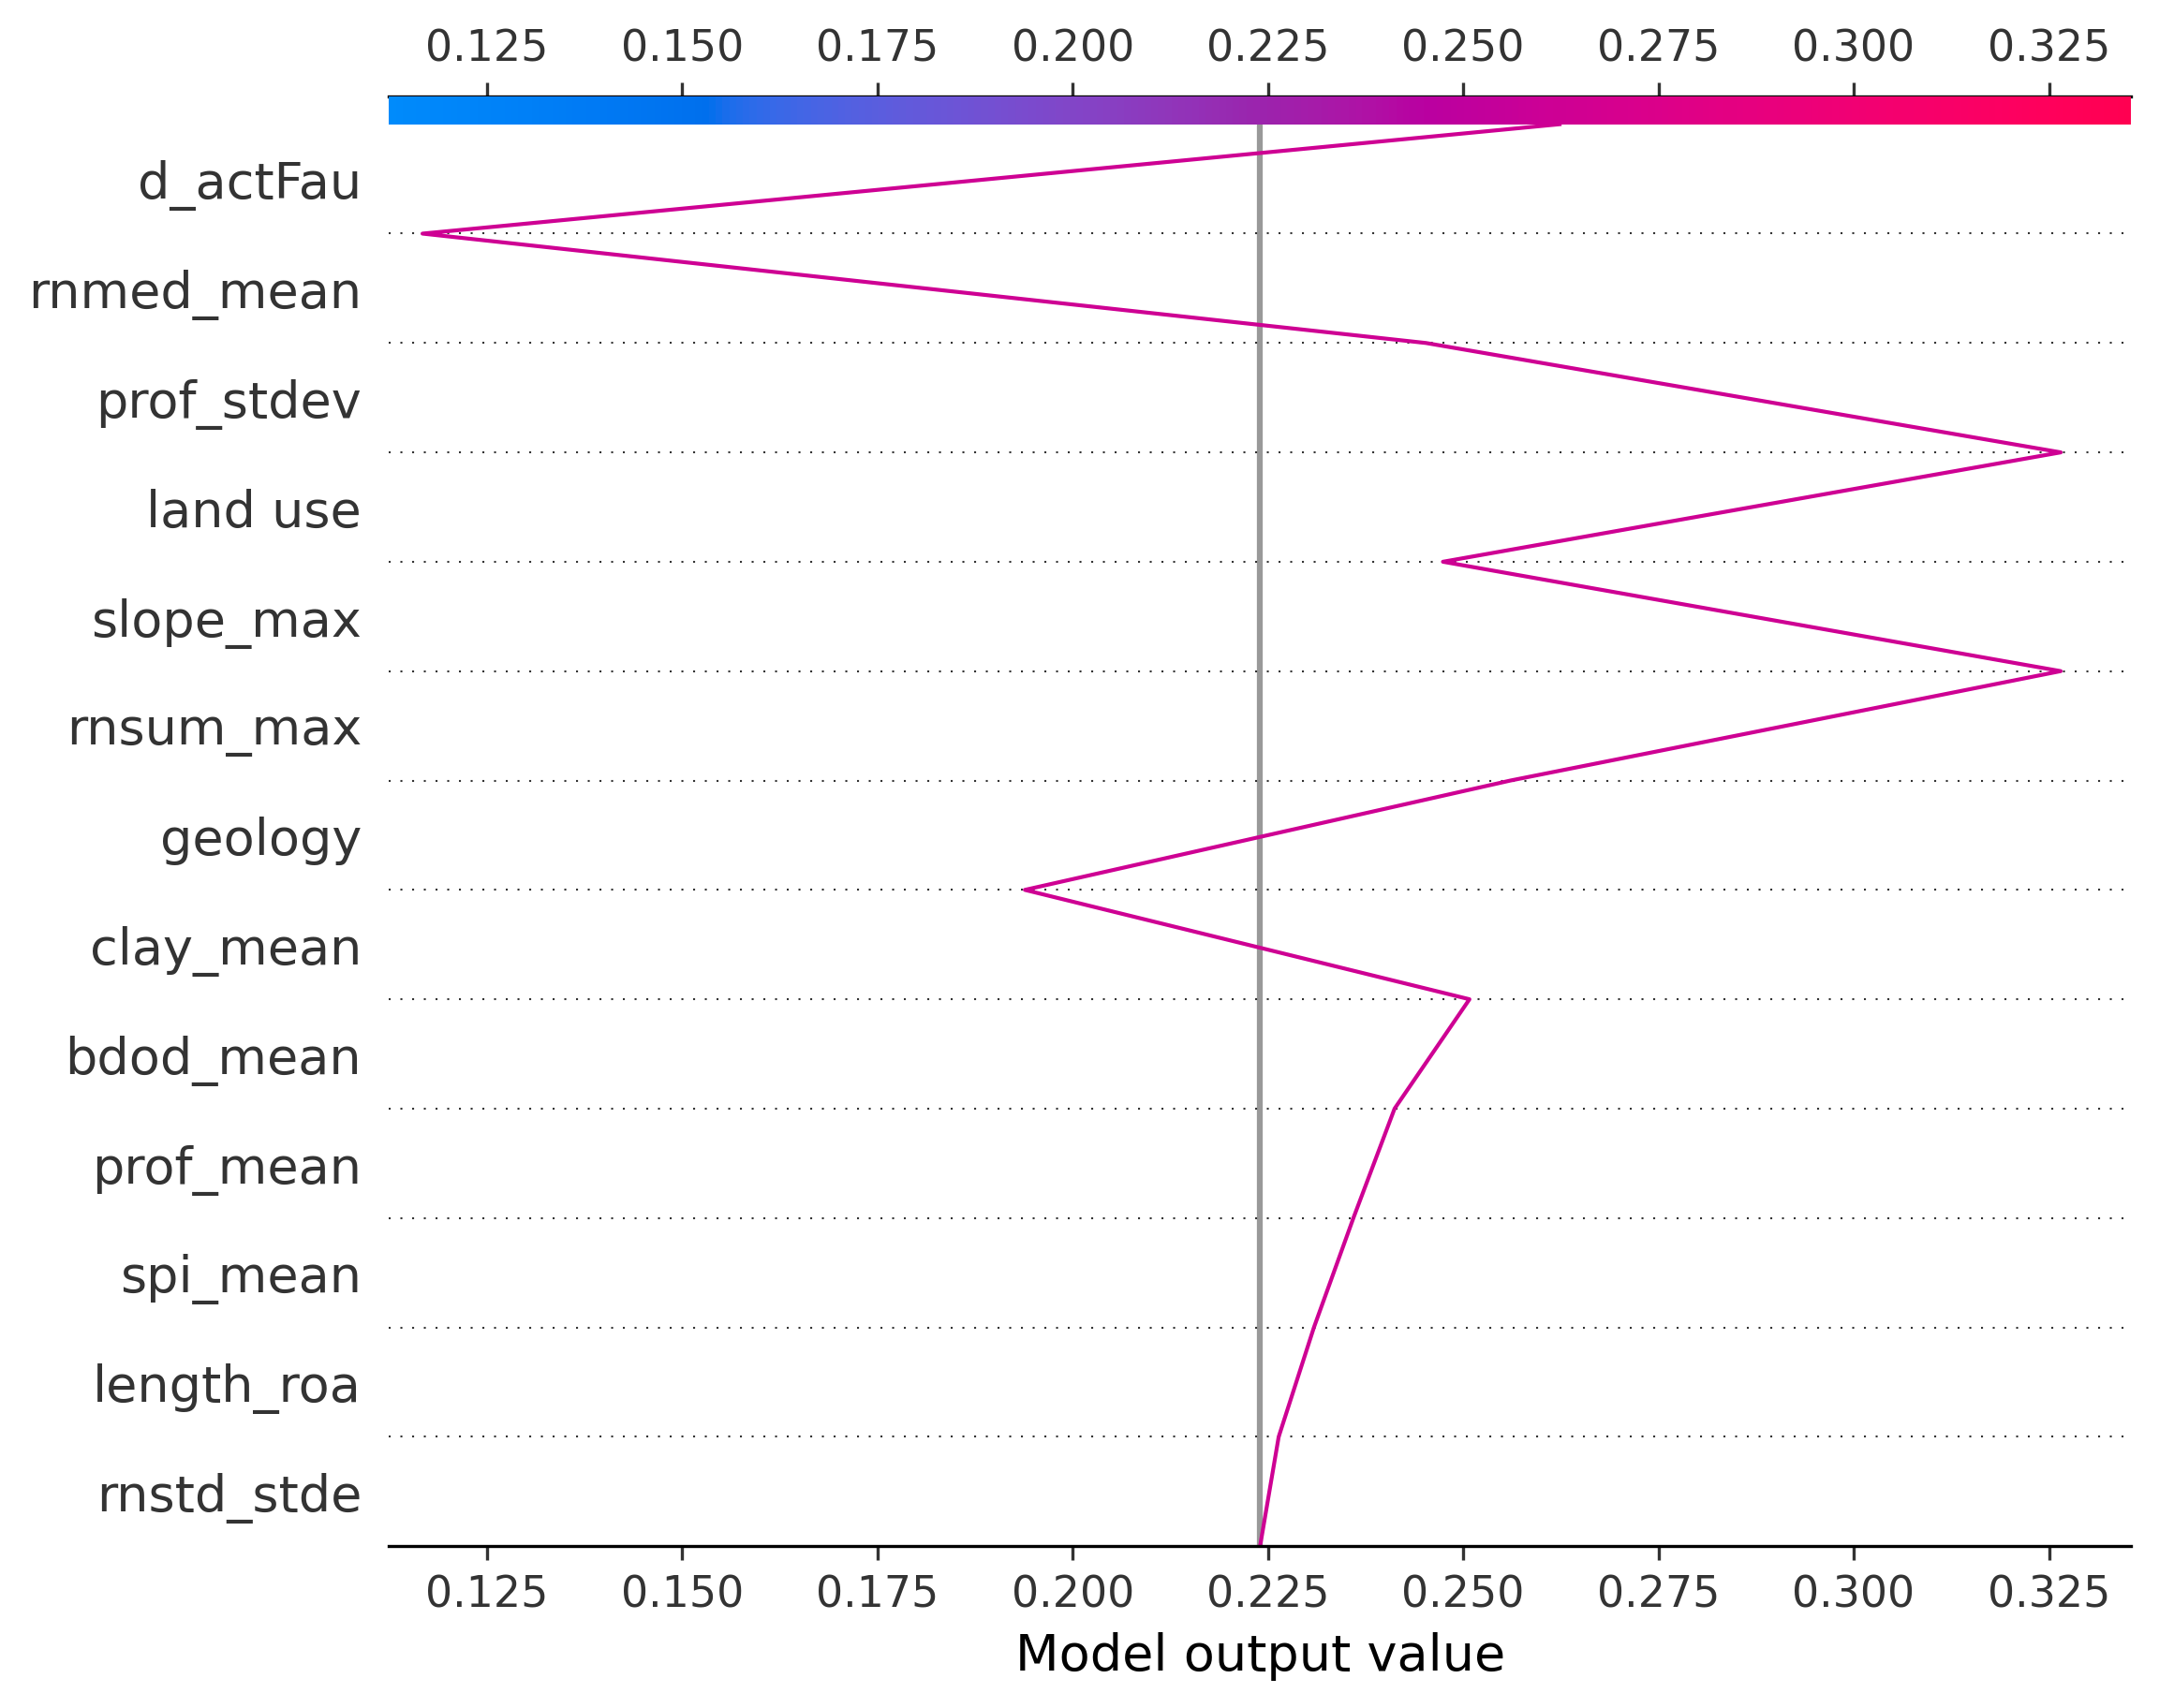 0.125 0.150 0.175 0.200 0.225 0.250 0.275 0.300 0.325
d_actFau
rnmed_mean
prof_stdev
land use
slope_max
rnsum_max
geology
clay_mean
bdod_mean
prof_mean
spi_mean
length_roa
rnstd_stde
0.125 0.150 0.175 0.200 0.225 0.250 0.275 0.300 0.325
Model output value